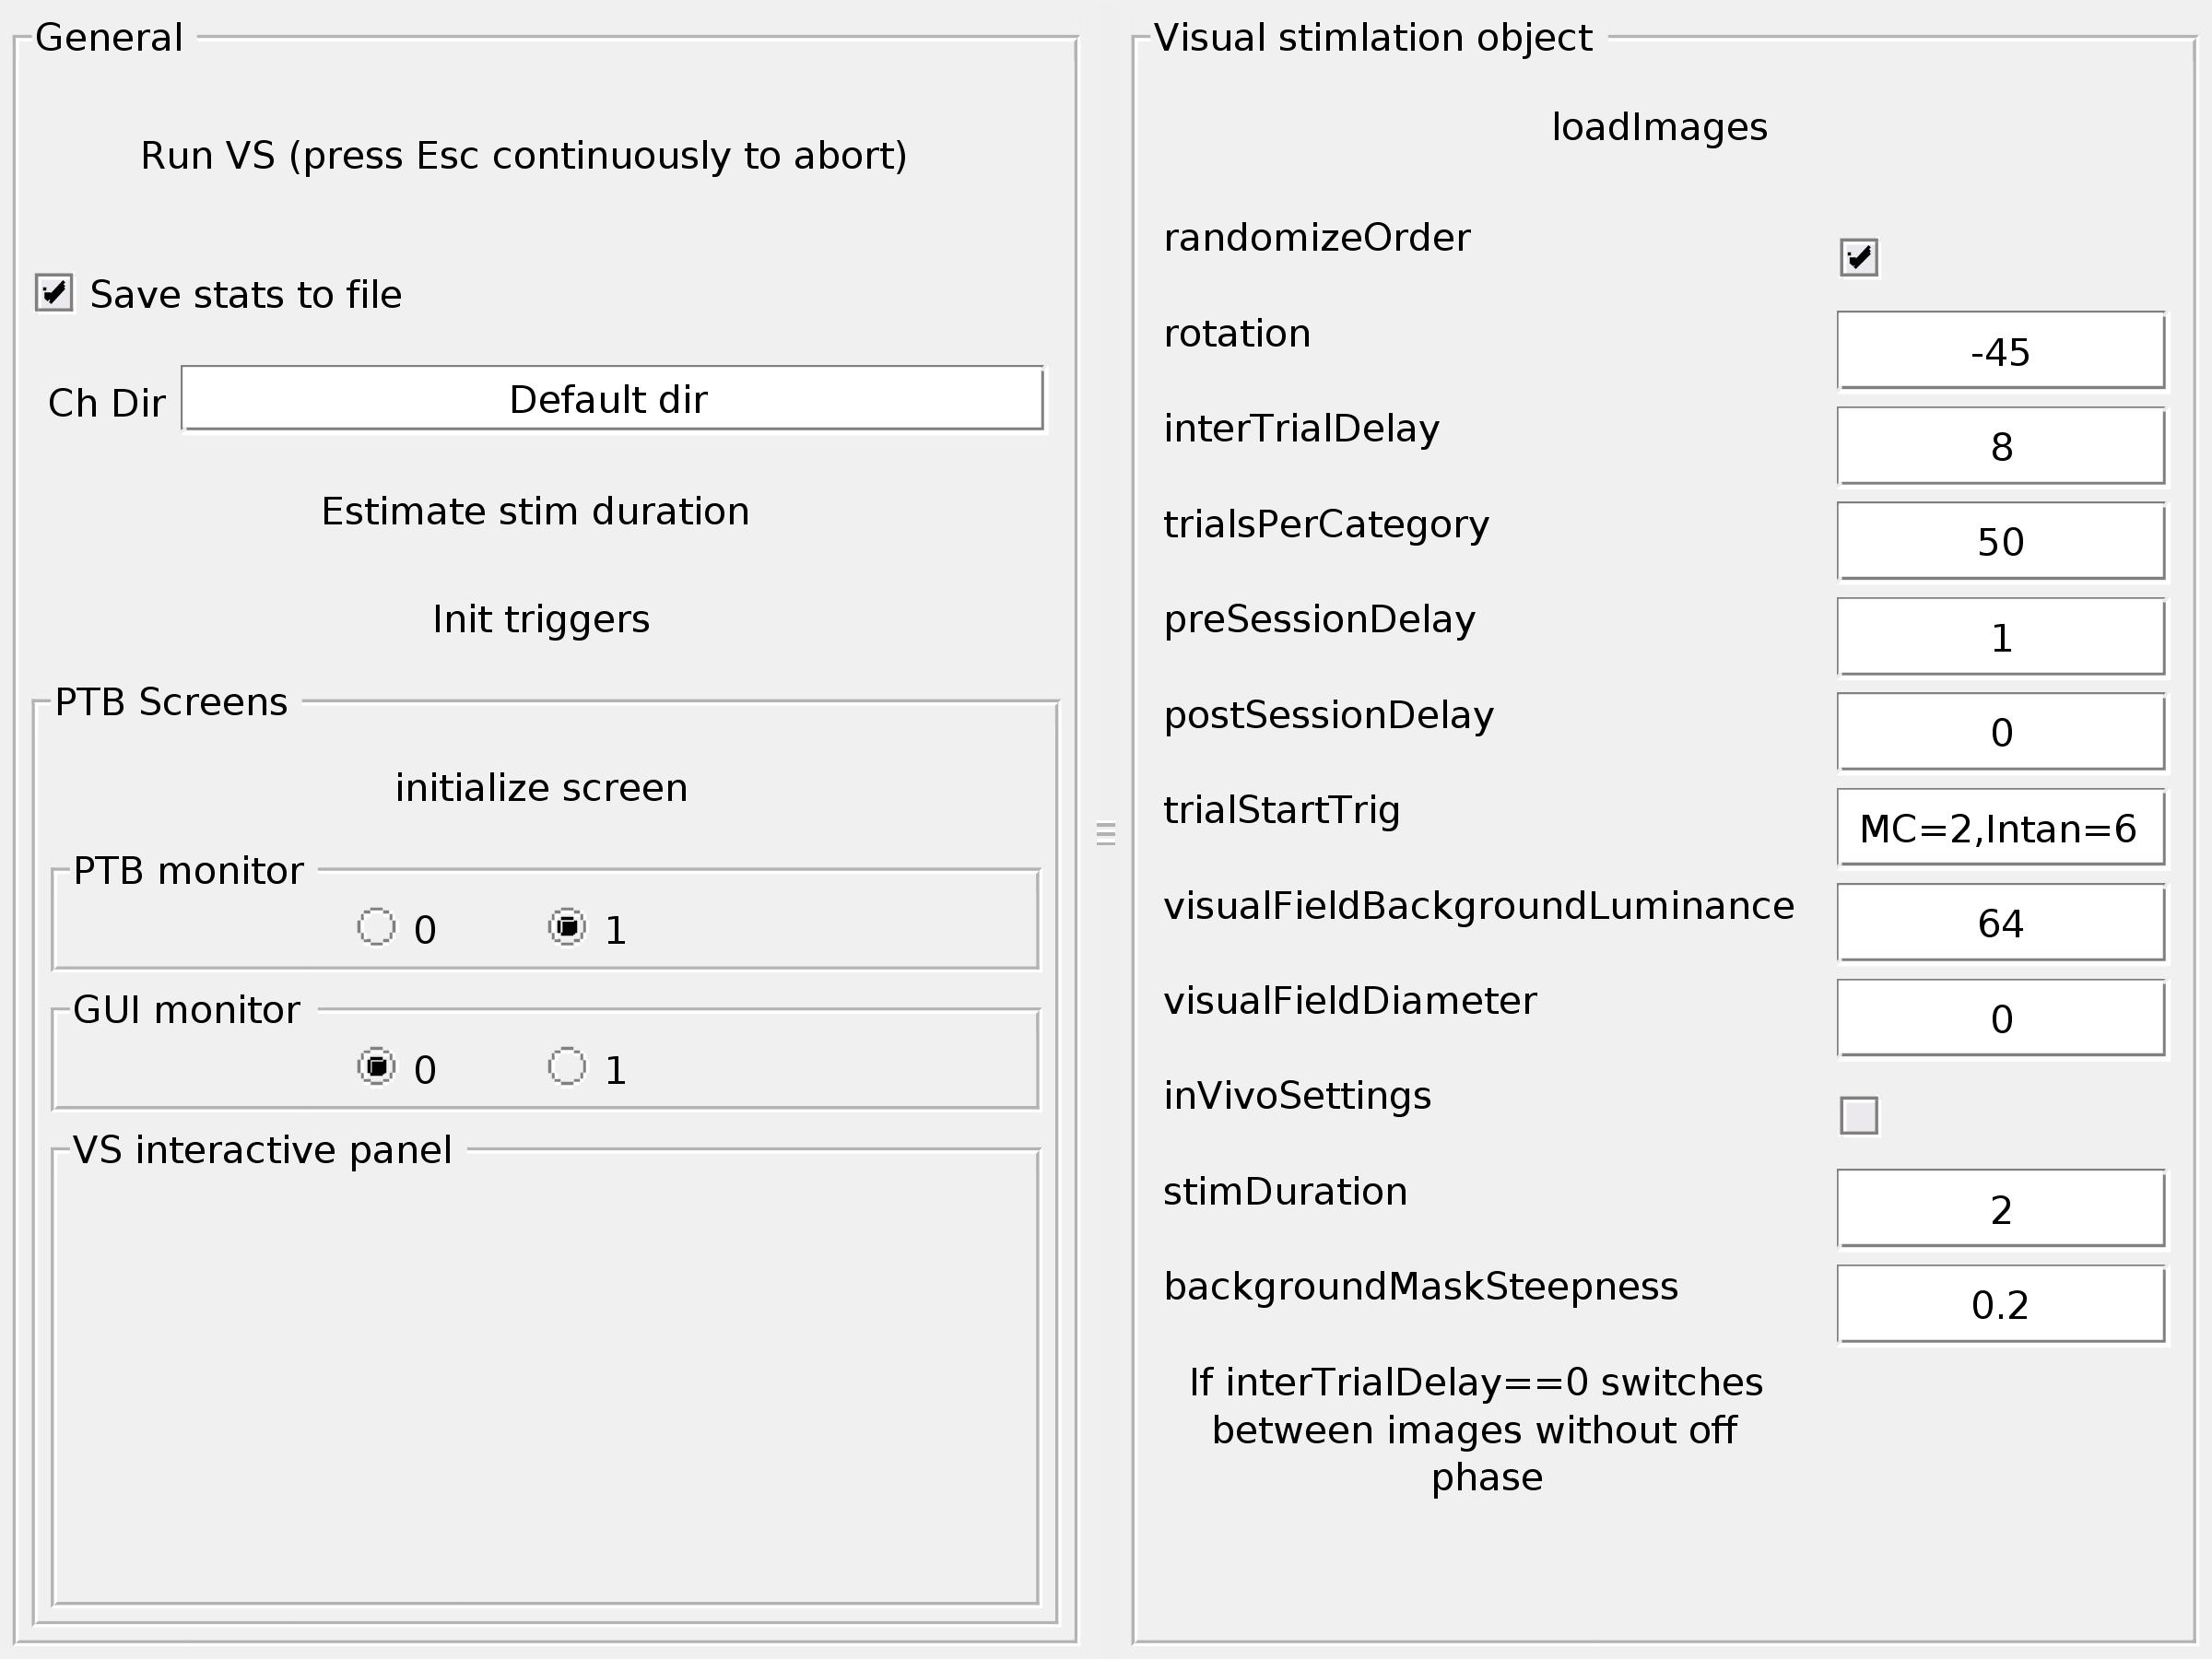 General
Run VS (press Esc continuously to abort)
Save stats to file
Ch Dir Default dir
Estimate stim duration
Init triggers
PTB Screens
initialize screen
PTB monitor
0 1
GUI monitor
0 1
VS interactive panel
Visual stimlation object
loadImages
randomizeOrder
rotation -45
interTrialDelay 8
trialsPerCategory 50
preSessionDelay 1
postSessionDelay 0
trialStartTrig MC=2,Intan=6
visualFieldBackgroundLuminance 64
visualFieldDiameter 0
inVivoSettings
stimDuration 2
backgroundMaskSteepness 0.2
If interTrialDelay==0 switches
between images without off
phase